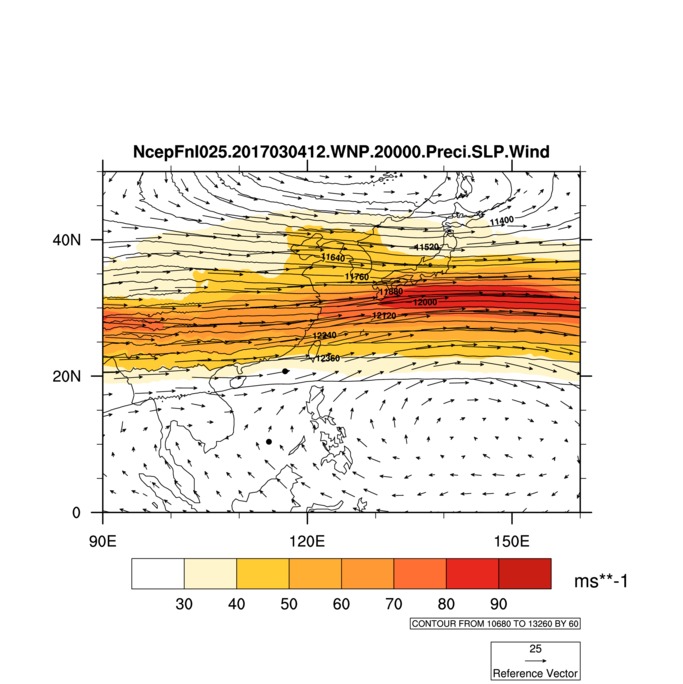 NcepFnl025.2017030412.WNP.20000.Preci.SLP.Wind
11400
40N
11520
11640
11760
11880
12000
12120
12240
12360
20N
0
90E 120E 150E
ms**-1
30 40 50 60 70 80 90
CONTOUR FROM 10680 TO 13260 BY 60
25
Reference Vector